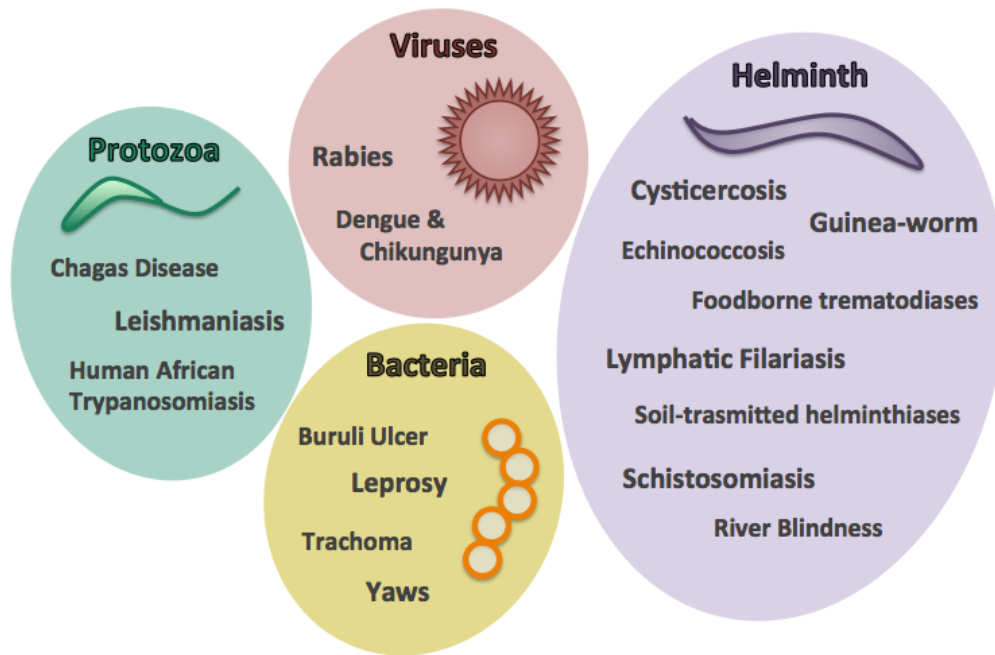 Viruses
Rabies
Dengue &
Chikungunya
Protozoa
Chagas Disease
Leishmaniasis
Human African
Trypanosomiasis
Bacteria
Buruli Ulcer
Leprosy
Trachoma
Yaws
Helminth
Cysticercosis
Guinea-worm
Echinococcosis
Foodborne trematodiases
Lymphatic Filariasis
Soil-trasmitted helminthiases
Schistosomiasis
River Blindness